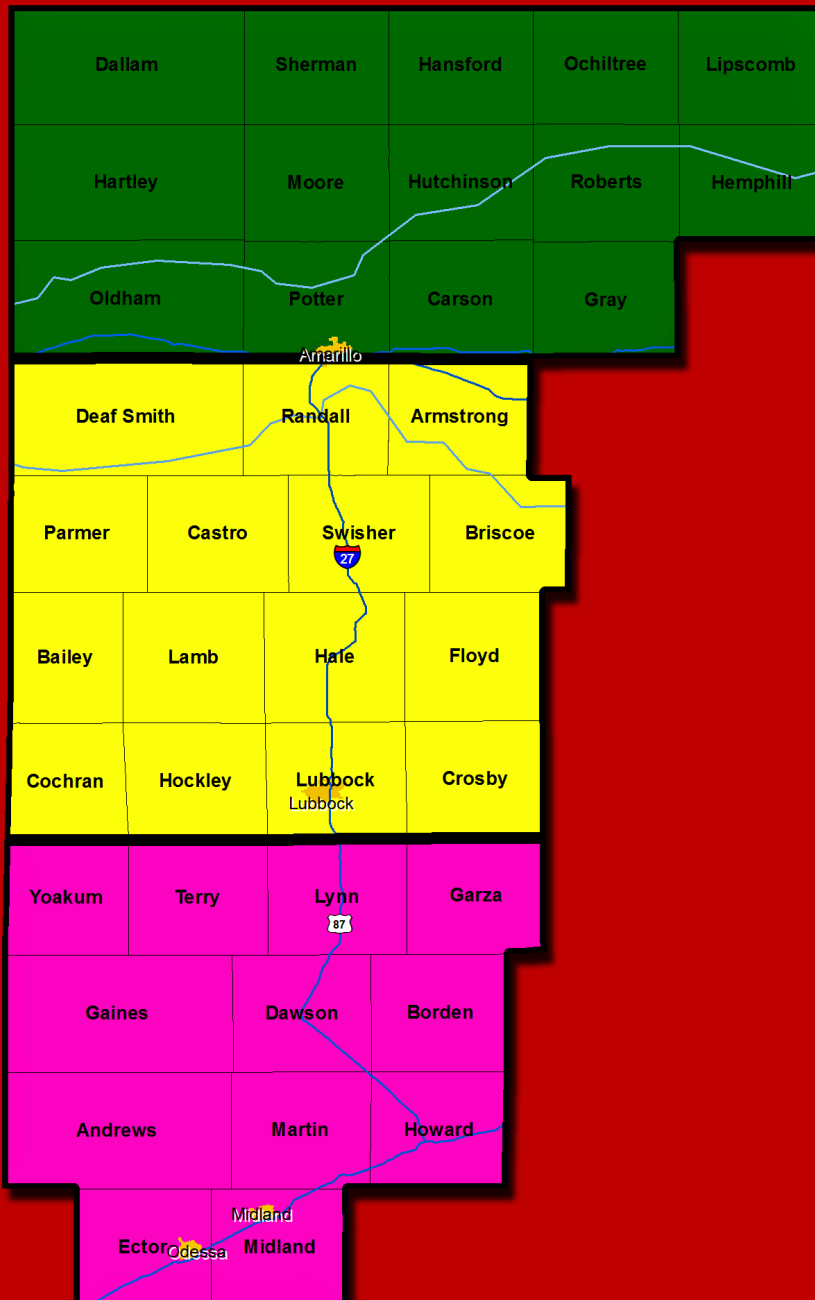 Dallam
Sherman
Hansford
Ochiltree
Lipscomb
Hartley
Moore
Hutchinson
Roberts
Hemphill
Oldham
Potter
Carson
Gray
Amarillo
Deaf Smith
Randall
Armstrong
Parmer
Castro
Swisher
Briscoe
27
Bailey
Lamb
Hale
Floyd
Cochran
Hockley
Lubbock
Crosby
Lubbock
Yoakum
Terry
Lynn
Garza
87
Gaines
Dawson
Borden
Andrews
Martin
Howard
Midland
Ector
Odessa
Midland